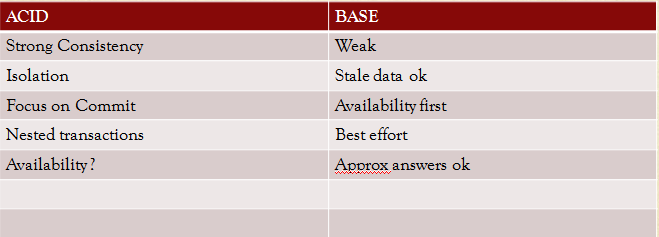 ACID BASE
Strong Consistency Weak
Isolation Stale data ok
Focus on Commit Availability first
Nested transactions Best effort
Availability? Approx answers ok